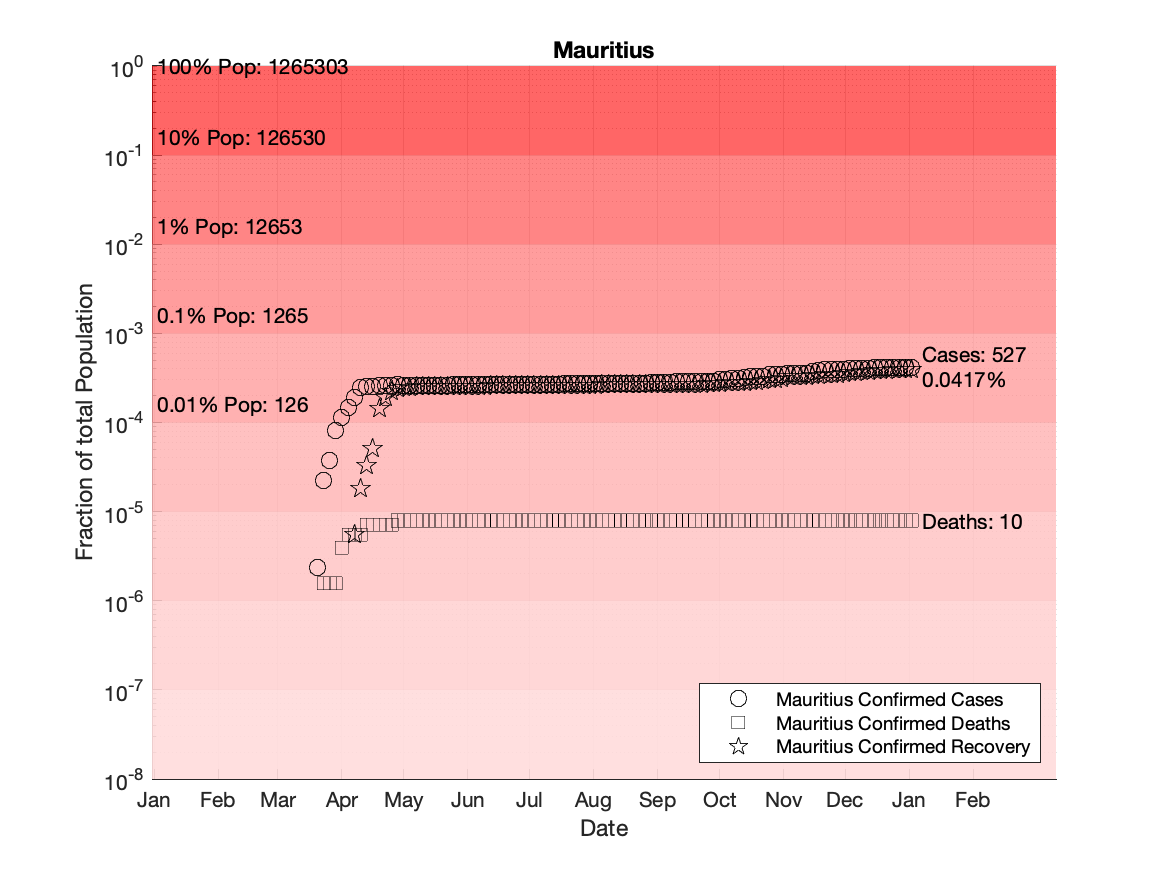 Mauritius
10^0
100% Pop: 1265303
10% Pop: 126530
10^-1
1% Pop: 12653
10^-2
0.1% Pop: 1265
10^-3
Cases: 527
0.0417%
0.01% Pop: 126
10^-4
10^-5
Deaths: 10
10^-6
10^-7
10^-8
Fraction of total Population
Mauritius Confirmed Cases
Mauritius Confirmed Deaths
Mauritius Confirmed Recovery
Jan Feb Mar Apr May Jun Jul Aug Sep Oct Nov Dec Jan Feb
Date